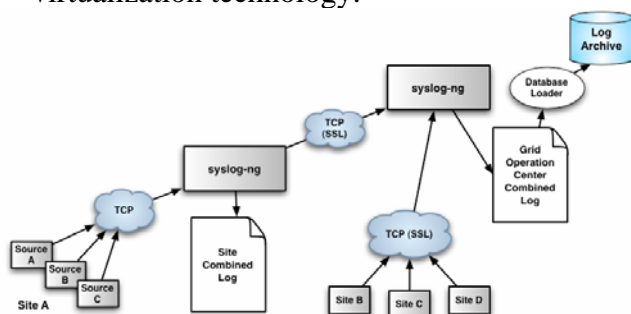 virtualization technology.
Log
Archive
Database
Loader
syslog-ng
TCP
(SSL)
syslog-ng
Grid
Operation
Center
Combined
Log
TCP
Site
Combined
Log
TCP (SSL)
Source
A
Source
B
Source
C
Site A
Site B
Site C
Site D